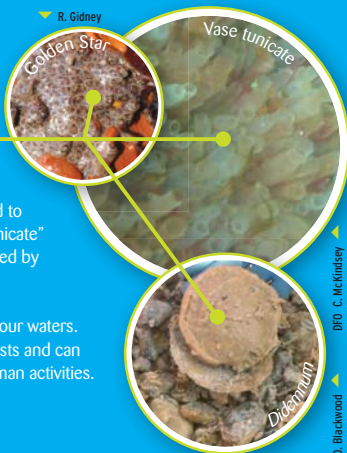 R. Gidney
Golden Star
Vase tunicate
d to
nicate"
ed by
our waters.
sts and can
man activities.
DFO C. McKindsey
Didemnum
D. Blackwood